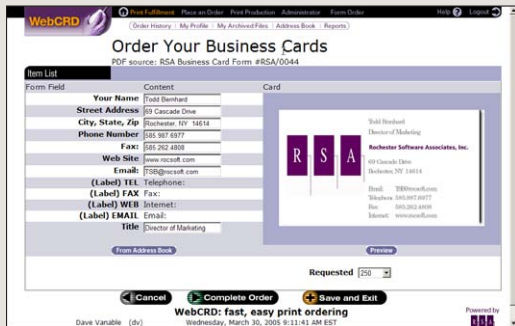 WebCRD
Print Fulfillment Place an Order Print Production Administrator Form Order Help ? Logout
Order History | My Profile | My Archived Files | Address Book | Reports
Order Your Business Cards
PDF source: RSA Business Card Form #RSA/0044
Item List
Form Field Content Card
Your Name Todd Bernhard
Street Address 69 Cascade Drive
City, State, Zip Rochester, NY 14614
Phone Number 585.987.6977
Fax: 585.262.4808
Web Site www.rocsoft.com
Email: TSB@rocsoft.com
(Label) TEL Telephone:
(Label) FAX Fax:
(Label) WEB Internet:
(Label) EMAIL Email:
Title Director of Marketing
R S A
Todd Bernhard
Director of Marketing
Rochester Software Associates, Inc.
69 Cascade Drive
Rochester, NY 14614
Email: TSB@rocsoft.com
Telephone: 585.987.6977
Fax: 585.262.4808
Internet: www.rocsoft.com
From Address Book Preview
Requested 250
Cancel Complete Order Save and Exit
WebCRD: fast, easy print ordering
Dave Vanable (dv) Wednesday, March 30, 2005 9:11:41 AM EST
Powered by
RSA